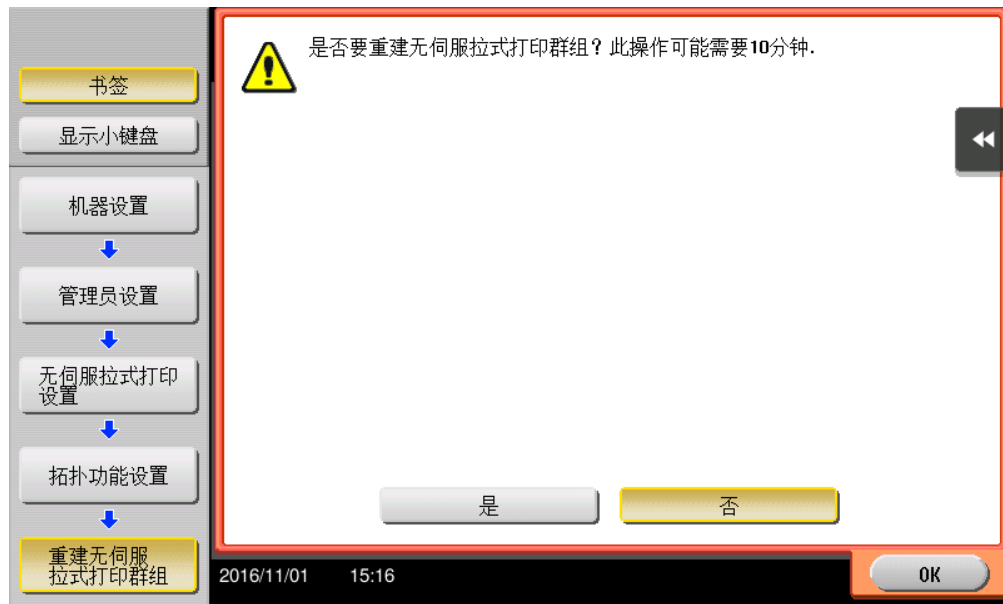 书签
显示小键盘
机器设置
管理员设置
无伺服拉式打印
设置
拓扑功能设置
重建无伺服
拉式打印群组
是否要重建无伺服拉式打印群组？此操作可能需要10分钟.
是
否
2016/11/01 15:16
OK